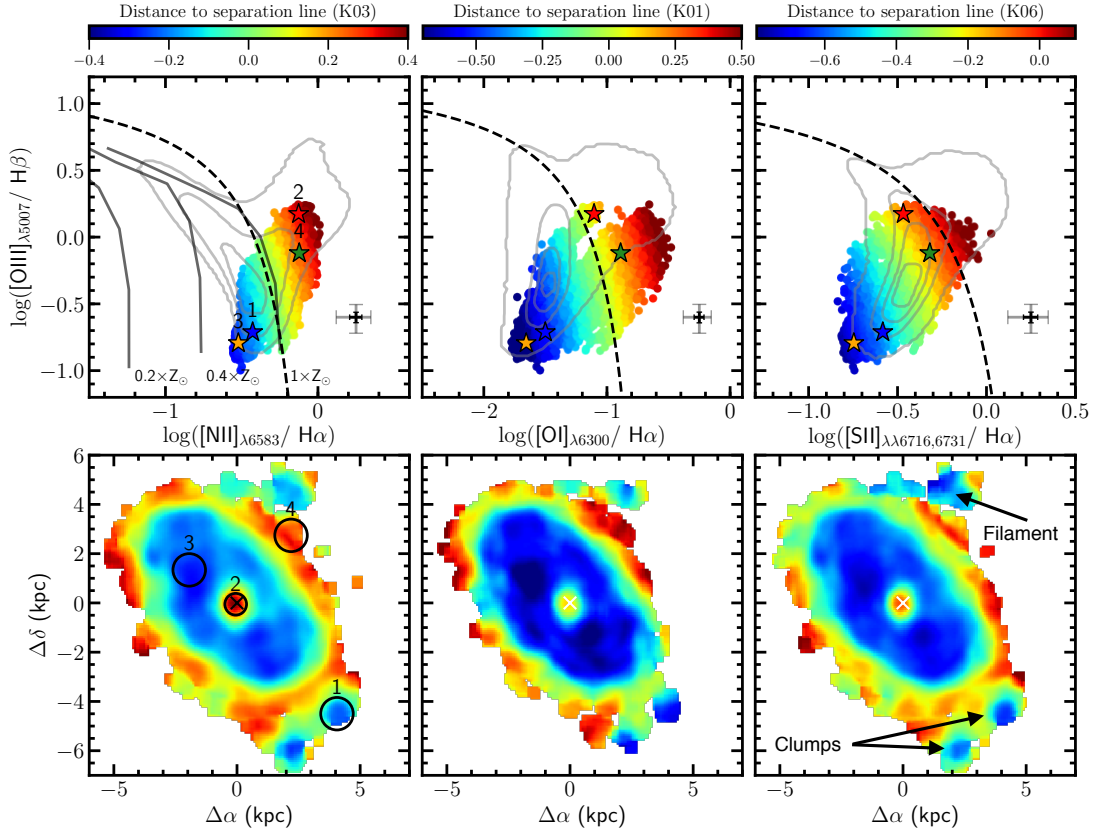 Distance to separation line (K03) Distance to separation line (K01) Distance to separation line (K06)
−0.4 −0.2 0.0 0.2 0.4 −0.50 −0.25 0.00 0.25 0.50 −0.6 −0.4 −0.2 0.0
log([OIII]λ5007/ Hβ)
1.0
0.5
0.0
−0.5
−1.0
2
4
1
3
0.2×Z⊙ 0.4×Z⊙ 1×Z⊙
−1 0 −2 −1 0 −1.0 −0.5 0.0 0.5
log([NII]λ6583/ Hα) log([OI]λ6300/ Hα) log([SII]λλ6716,6731/ Hα)
Δδ (kpc)
6
4
2
0
−2
−4
−6
4
3
2
1
Filament
Clumps
−5 0 5 −5 0 5 −5 0 5
Δα (kpc) Δα (kpc) Δα (kpc)